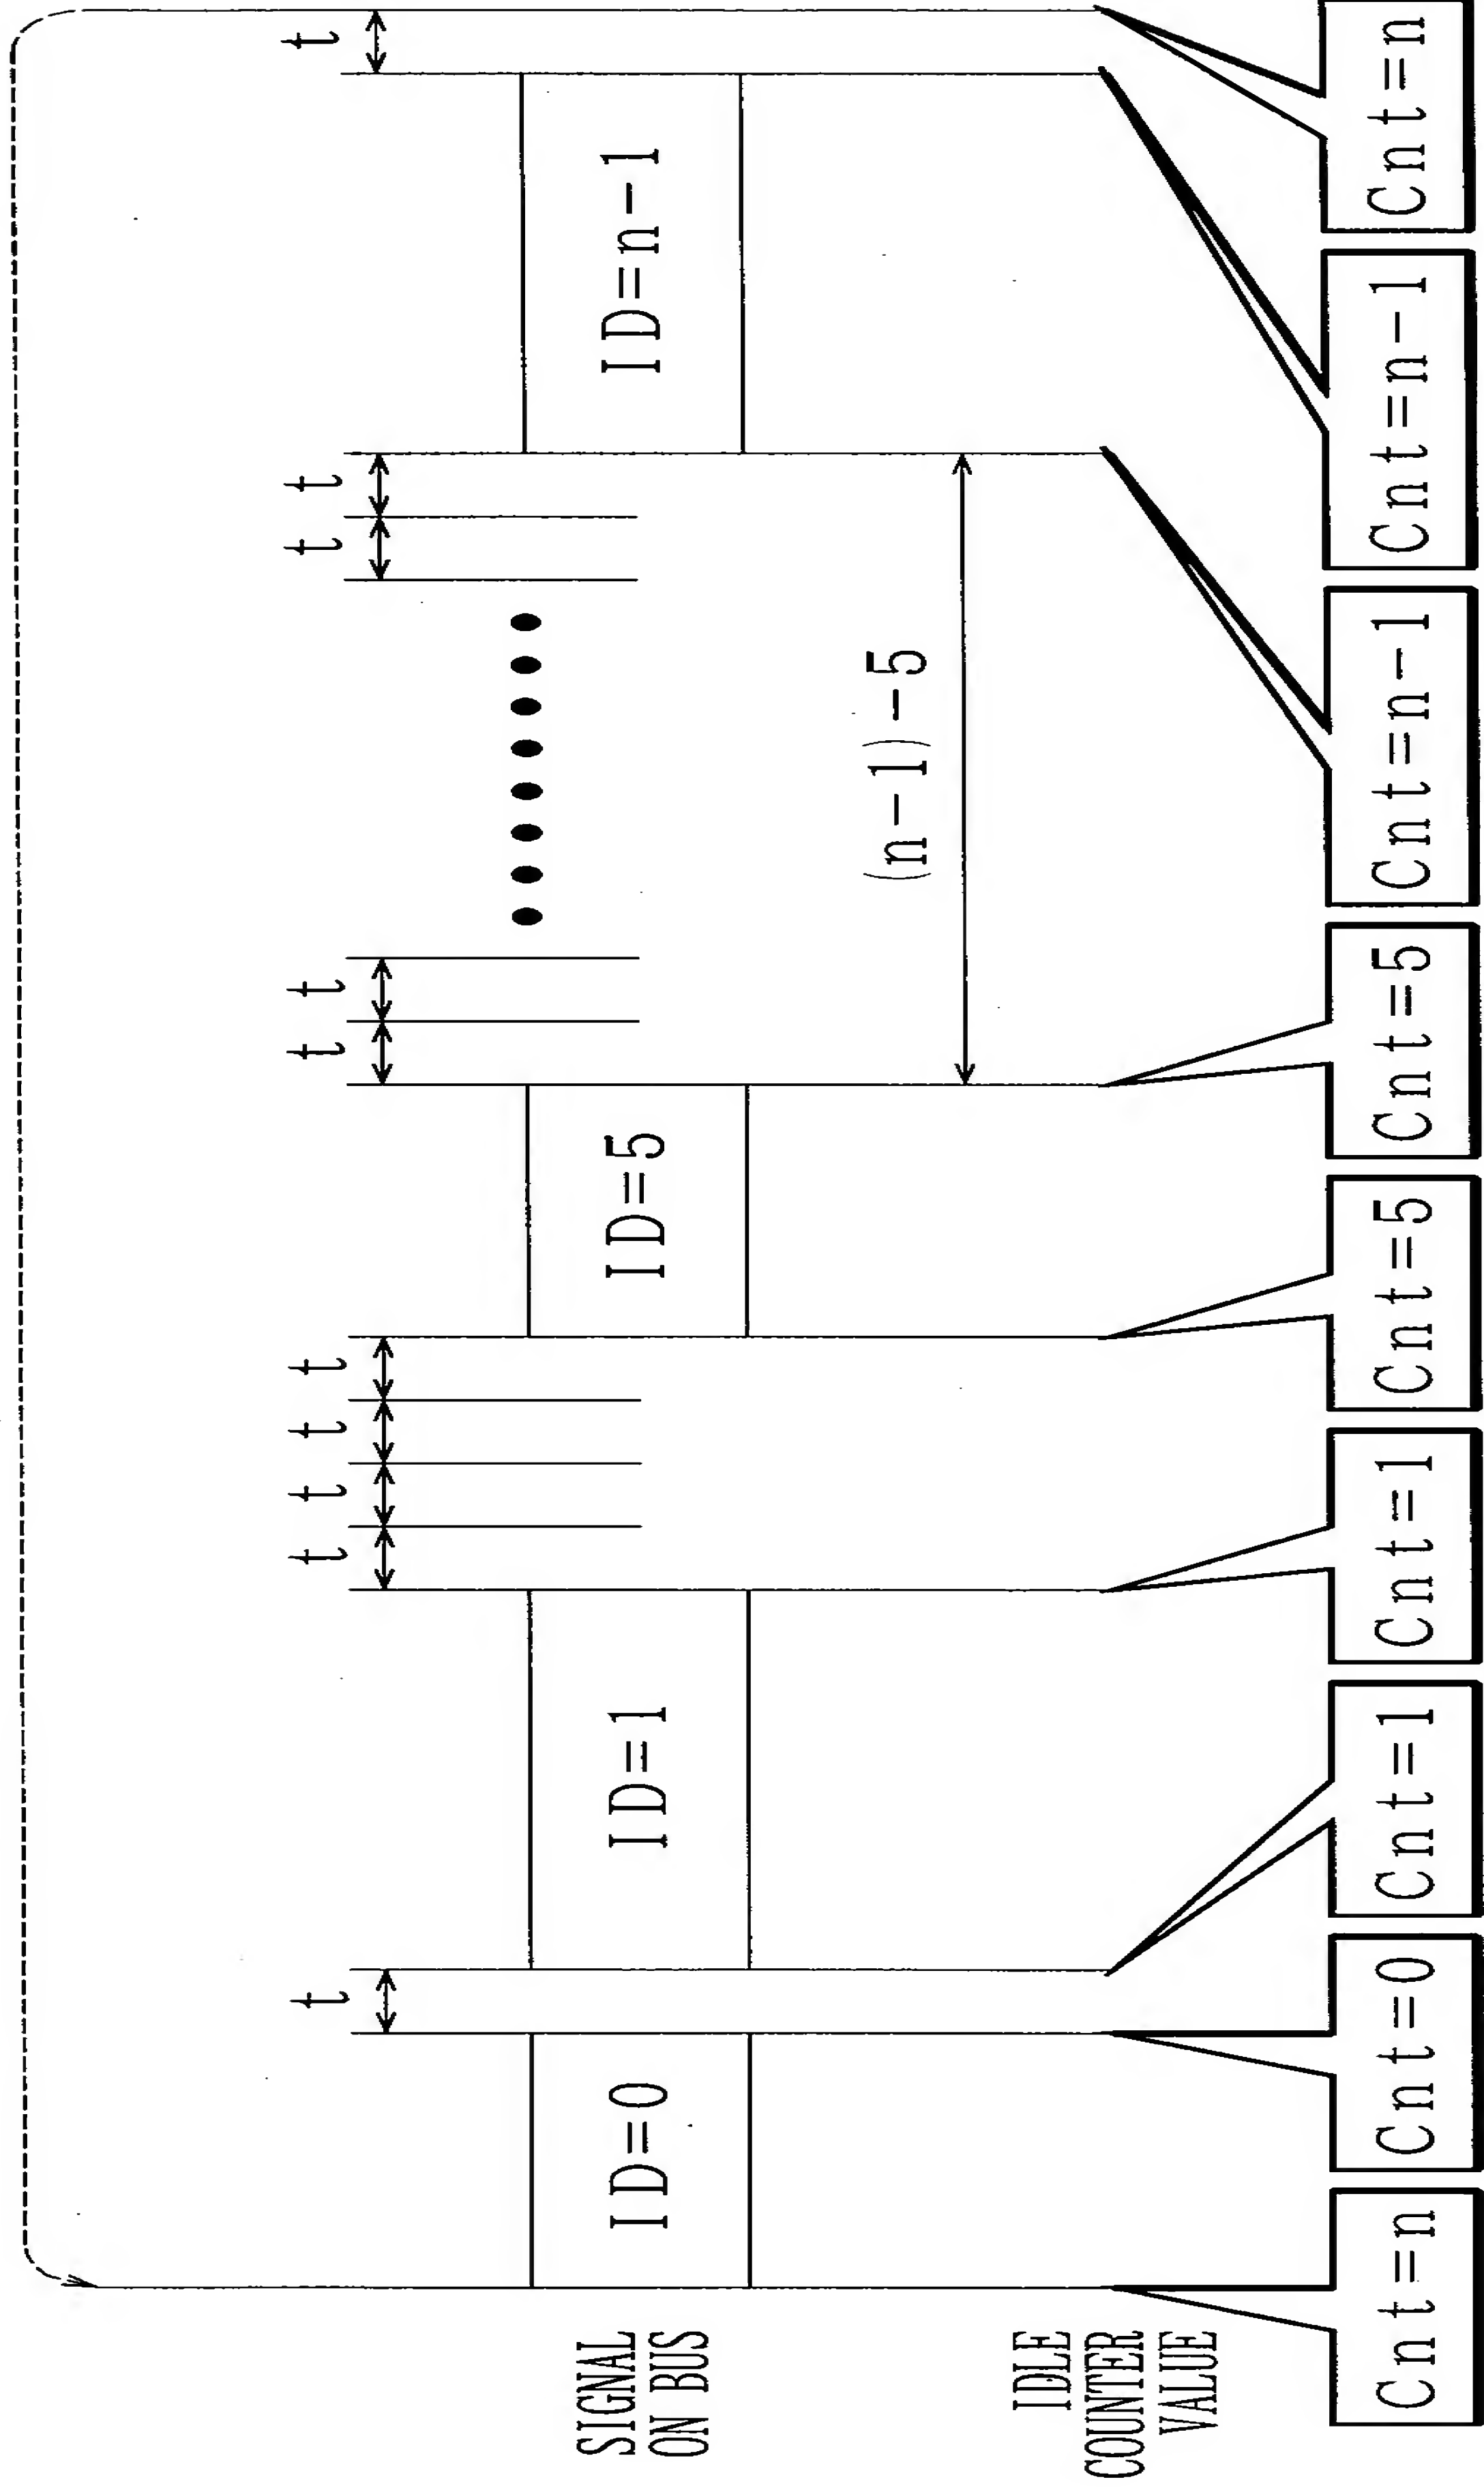 t
t
t
t
t
t
t
t
t
t
SIGNAL
ON BUS
ID=0
ID=1
ID=5
ID=n-1
(n-1)-5
IDLE
COUNTER
VALUE
Cnt=n
Cnt=0
Cnt=1
Cnt=1
Cnt=5
Cnt=5
Cnt=n-1
Cnt=n-1
Cnt=n